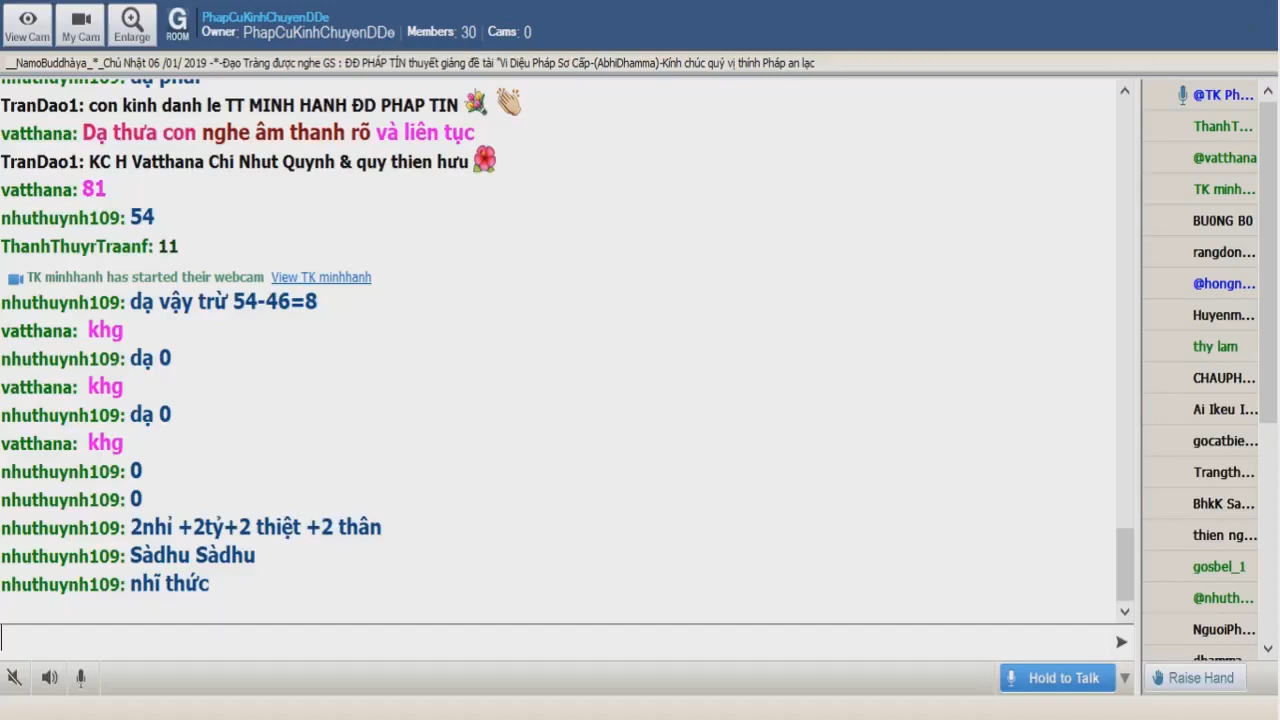 View Cam
My Cam
Enlarge
G
ROOM
PhapCuKinhChuyenDDe
Owner: PhapCuKinhChuyenDDe Members: 30 Cams: 0
__NamoBuddhàya_*_Chủ Nhật 06 /01/ 2019 -*-Đạo Tràng được nghe GS : ĐĐ PHÁP TÍN thuyết giảng đề tài "Vi Diệu Pháp Sơ Cấp-(AbhiDhamma)-Kính chúc quý vị thính Pháp an lạc
nhuthuynh109: dạ phải
TranDao1: con kinh danh le TT MINH HANH ĐD PHAP TIN
vatthana: Dạ thưa con nghe âm thanh rõ và liên tục
TranDao1: KC H Vatthana Chi Nhut Quynh & quy thien hưu
vatthana: 81
nhuthuynh109: 54
ThanhThuyrTraanf: 11
TK minhhanh has started their webcam View TK minhhanh
nhuthuynh109: dạ vậy trừ 54-46=8
vatthana: khg
nhuthuynh109: dạ 0
vatthana: khg
nhuthuynh109: dạ 0
vatthana: khg
nhuthuynh109: 0
nhuthuynh109: 0
nhuthuynh109: 2nhỉ +2tỷ+2 thiệt +2 thân
nhuthuynh109: Sàdhu Sàdhu
nhuthuynh109: nhĩ thức
@TK Ph...
ThanhT...
@vatthana
TK minh...
BU0NG B0
rangdon...
@hongn...
Huyenm...
thy lam
CHAUPH...
Ai Ikeu I...
gocatbie...
Trangth...
BhkK Sa...
thien ng...
gosbel_1
@nhuth...
NguoiPh...
dhamma
Hold to Talk
Raise Hand